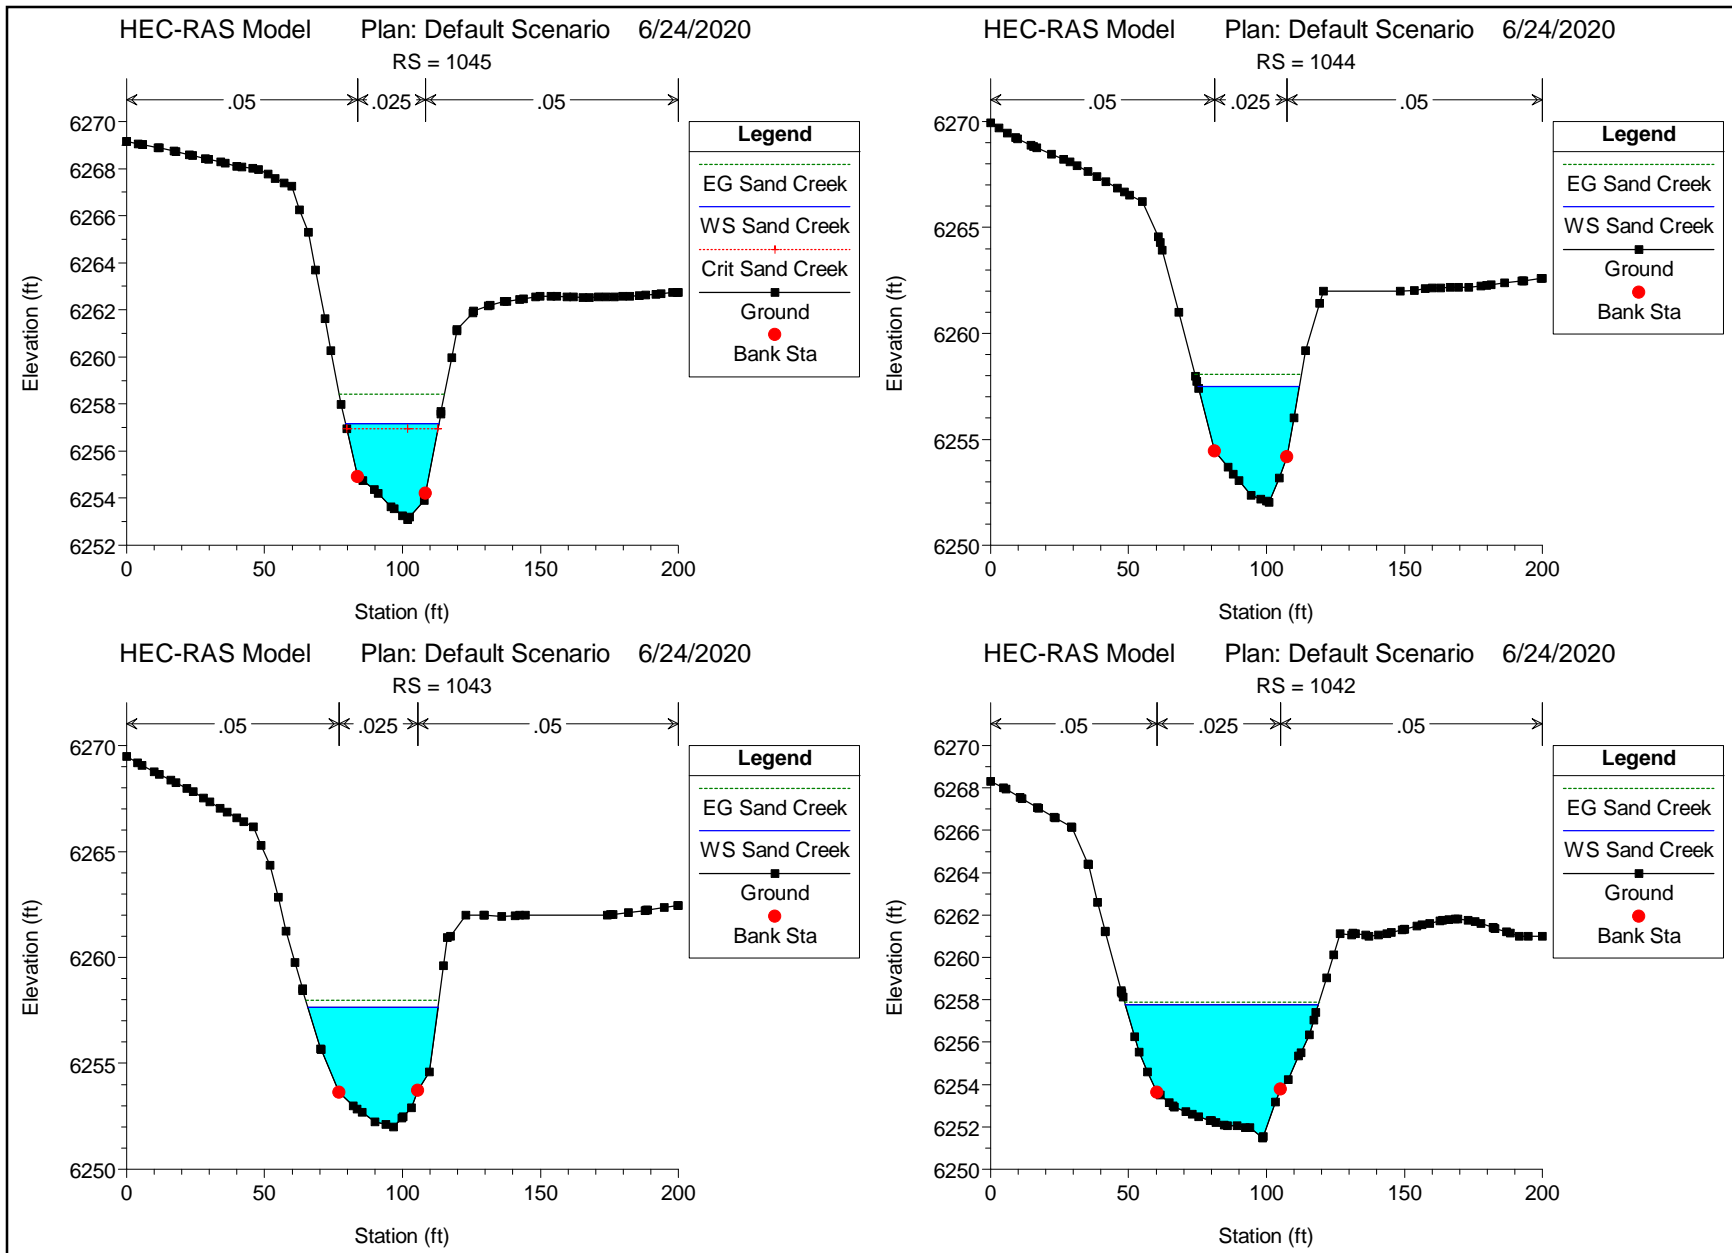 HEC-RAS Model Plan: Default Scenario 6/24/2020
RS = 1045
.05 .025 .05
6270
6268
6266
6264
6262
6260
6258
6256
6254
6252
0 50 100 150 200
Station (ft)
Elevation (ft)
Legend
EG Sand Creek
WS Sand Creek
Crit Sand Creek
Ground
Bank Sta
HEC-RAS Model Plan: Default Scenario 6/24/2020
RS = 1044
.05 .025 .05
6270
6265
6260
6255
6250
0 50 100 150 200
Station (ft)
Elevation (ft)
Legend
EG Sand Creek
WS Sand Creek
Ground
Bank Sta
HEC-RAS Model Plan: Default Scenario 6/24/2020
RS = 1043
.05 .025 .05
6270
6265
6260
6255
6250
0 50 100 150 200
Station (ft)
Elevation (ft)
Legend
EG Sand Creek
WS Sand Creek
Ground
Bank Sta
HEC-RAS Model Plan: Default Scenario 6/24/2020
RS = 1042
.05 .025 .05
6270
6268
6266
6264
6262
6260
6258
6256
6254
6252
6250
0 50 100 150 200
Station (ft)
Elevation (ft)
Legend
EG Sand Creek
WS Sand Creek
Ground
Bank Sta